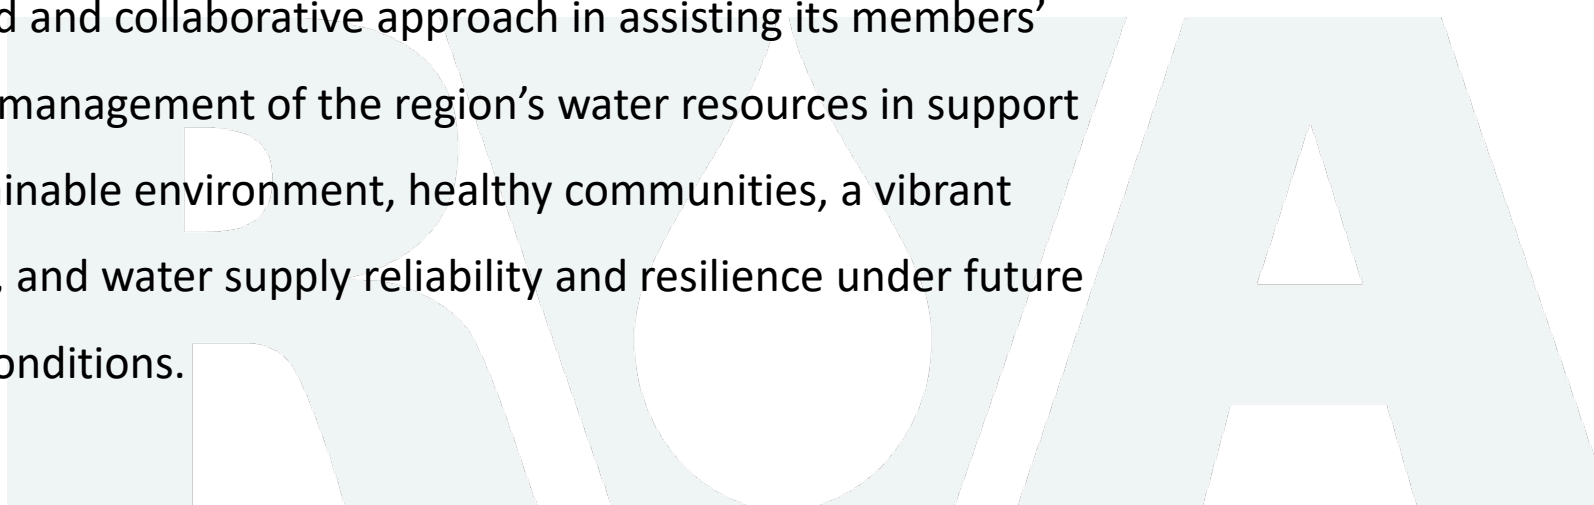 d and collaborative approach in assisting its members’
management of the region’s water resources in support
inable environment, healthy communities, a vibrant
, and water supply reliability and resilience under future
onditions.
RWA